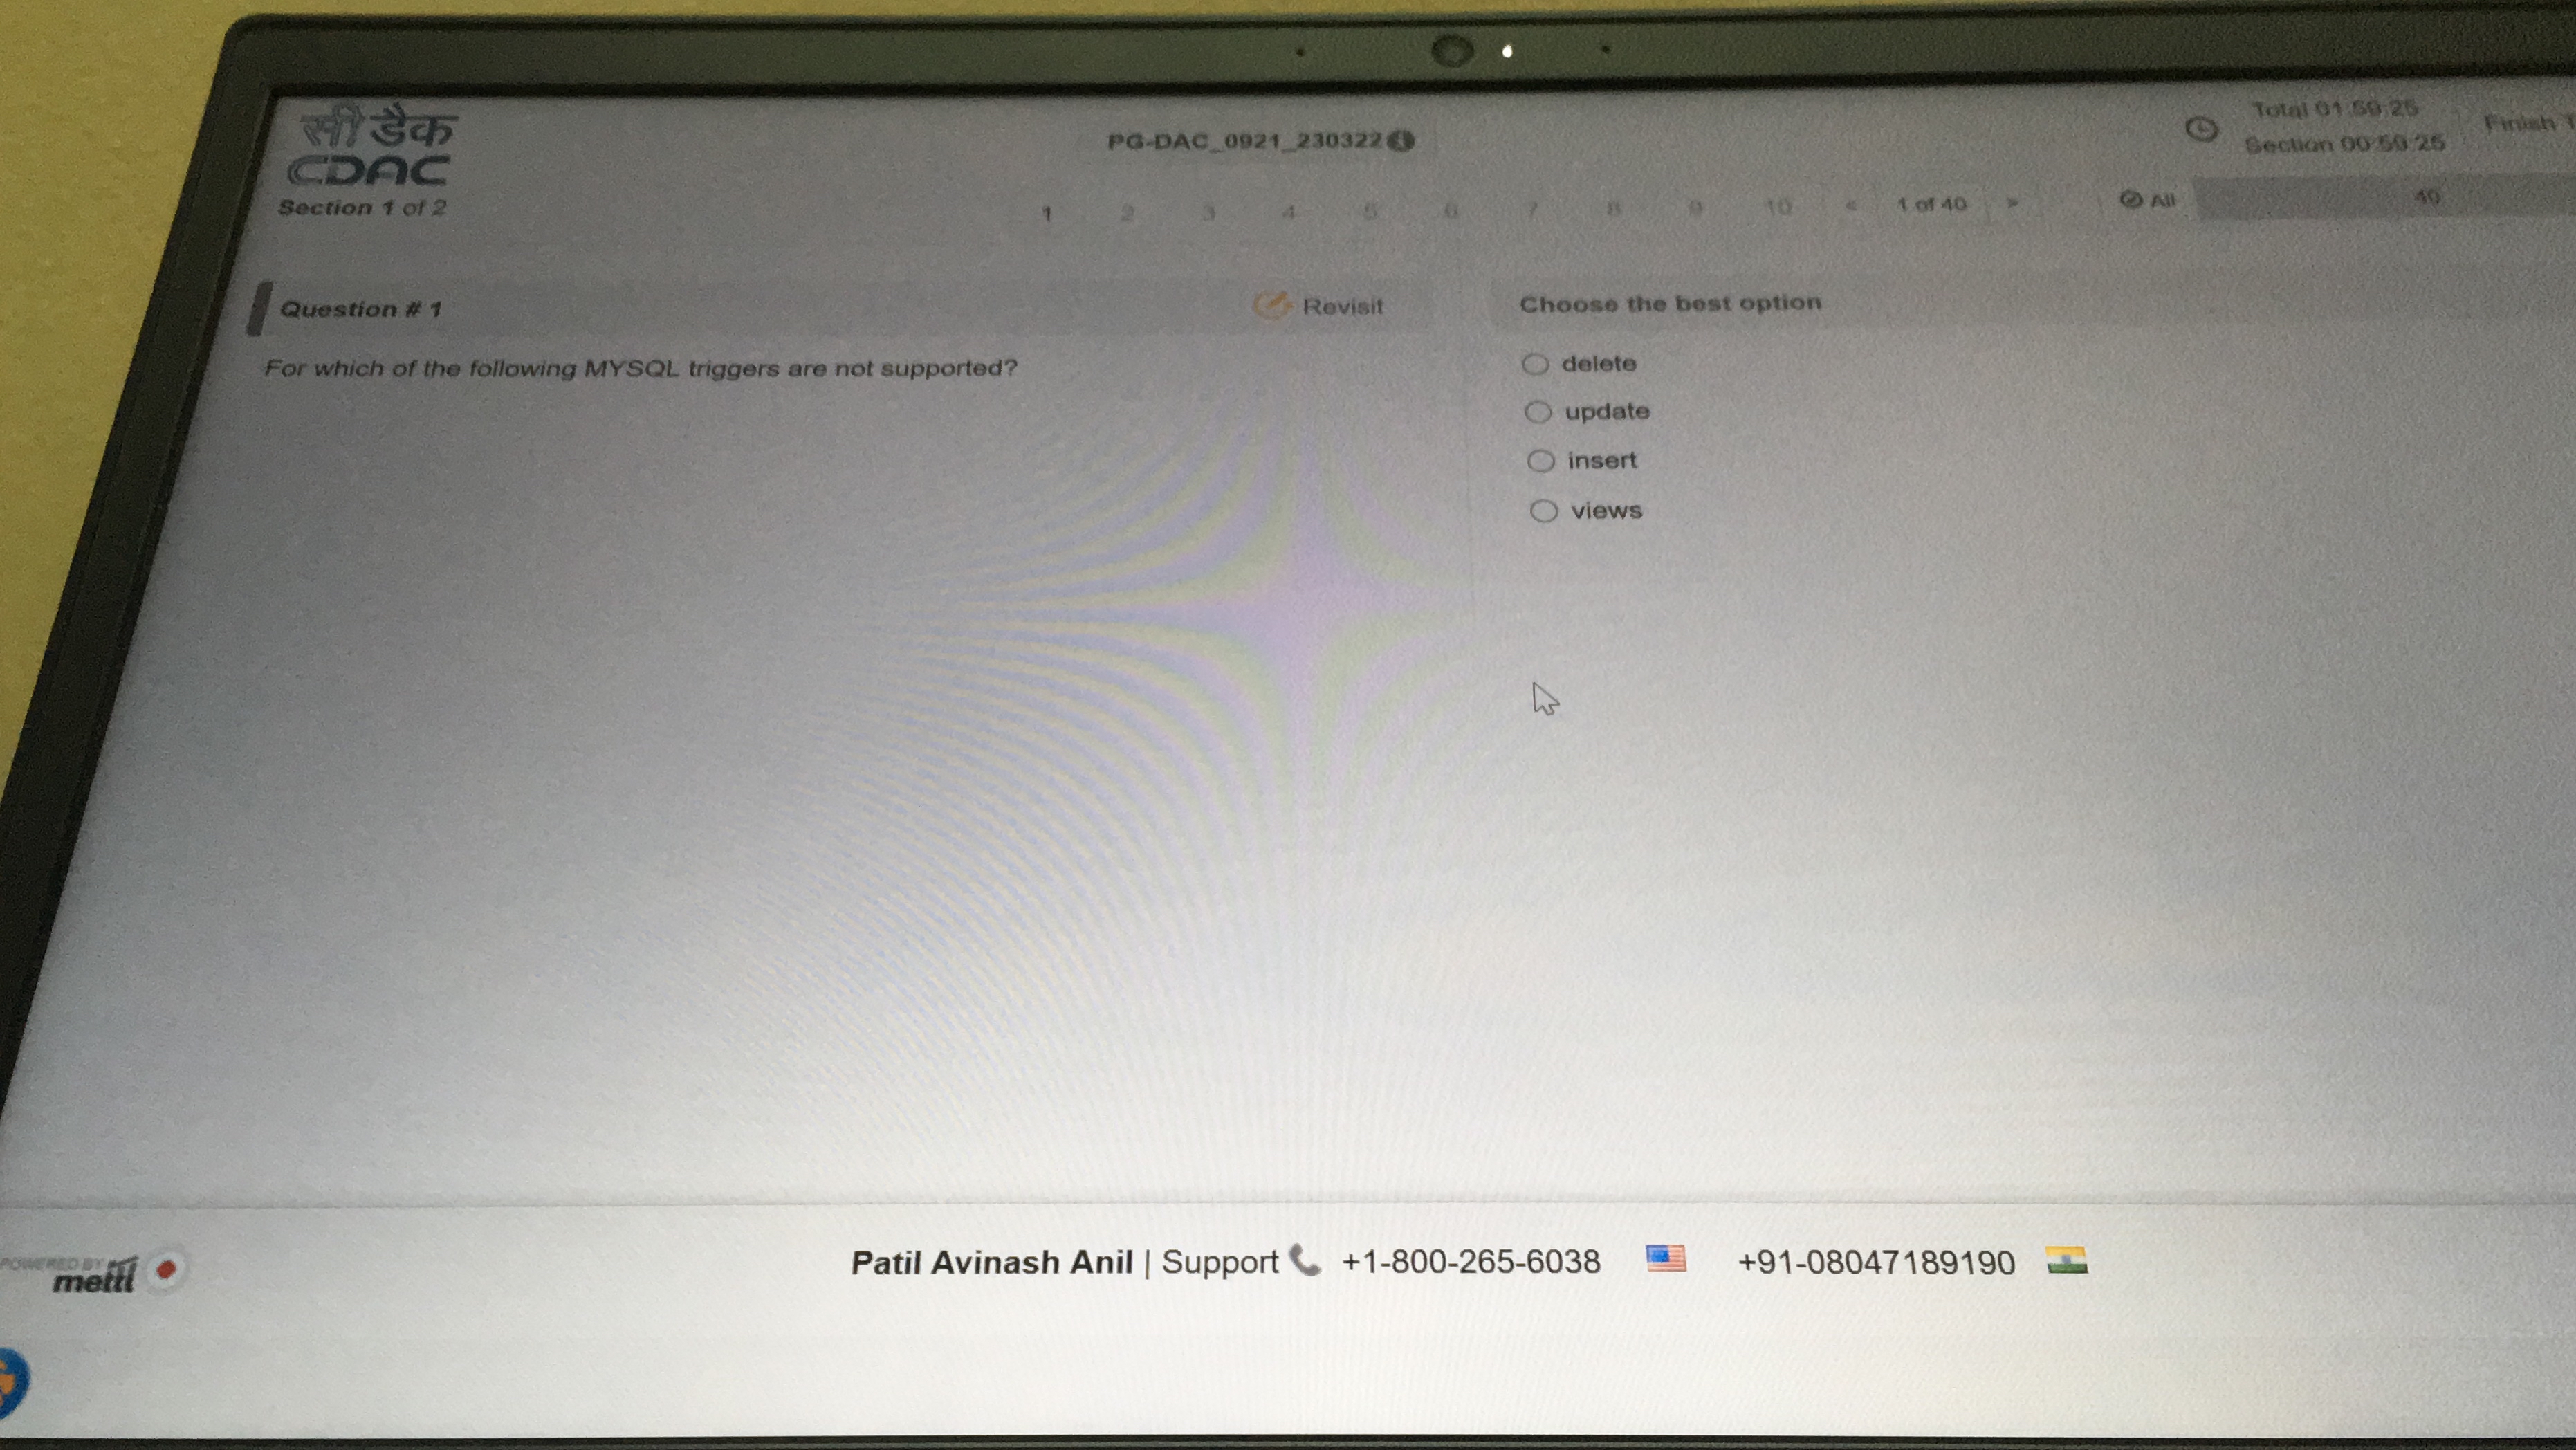 सी डैक
CDAC
Section 1 of 2
PG-DAC_0921_230322
Total 01:59:25
Section 00:59:25
Finish T
1 2 3 4 5 6 7 8 9 10 « 1 of 40 »
All 40
Question # 1
Revisit
For which of the following MYSQL triggers are not supported?
Choose the best option
delete
update
insert
views
POWERED BY
mettl
Patil Avinash Anil | Support +1-800-265-6038 +91-08047189190